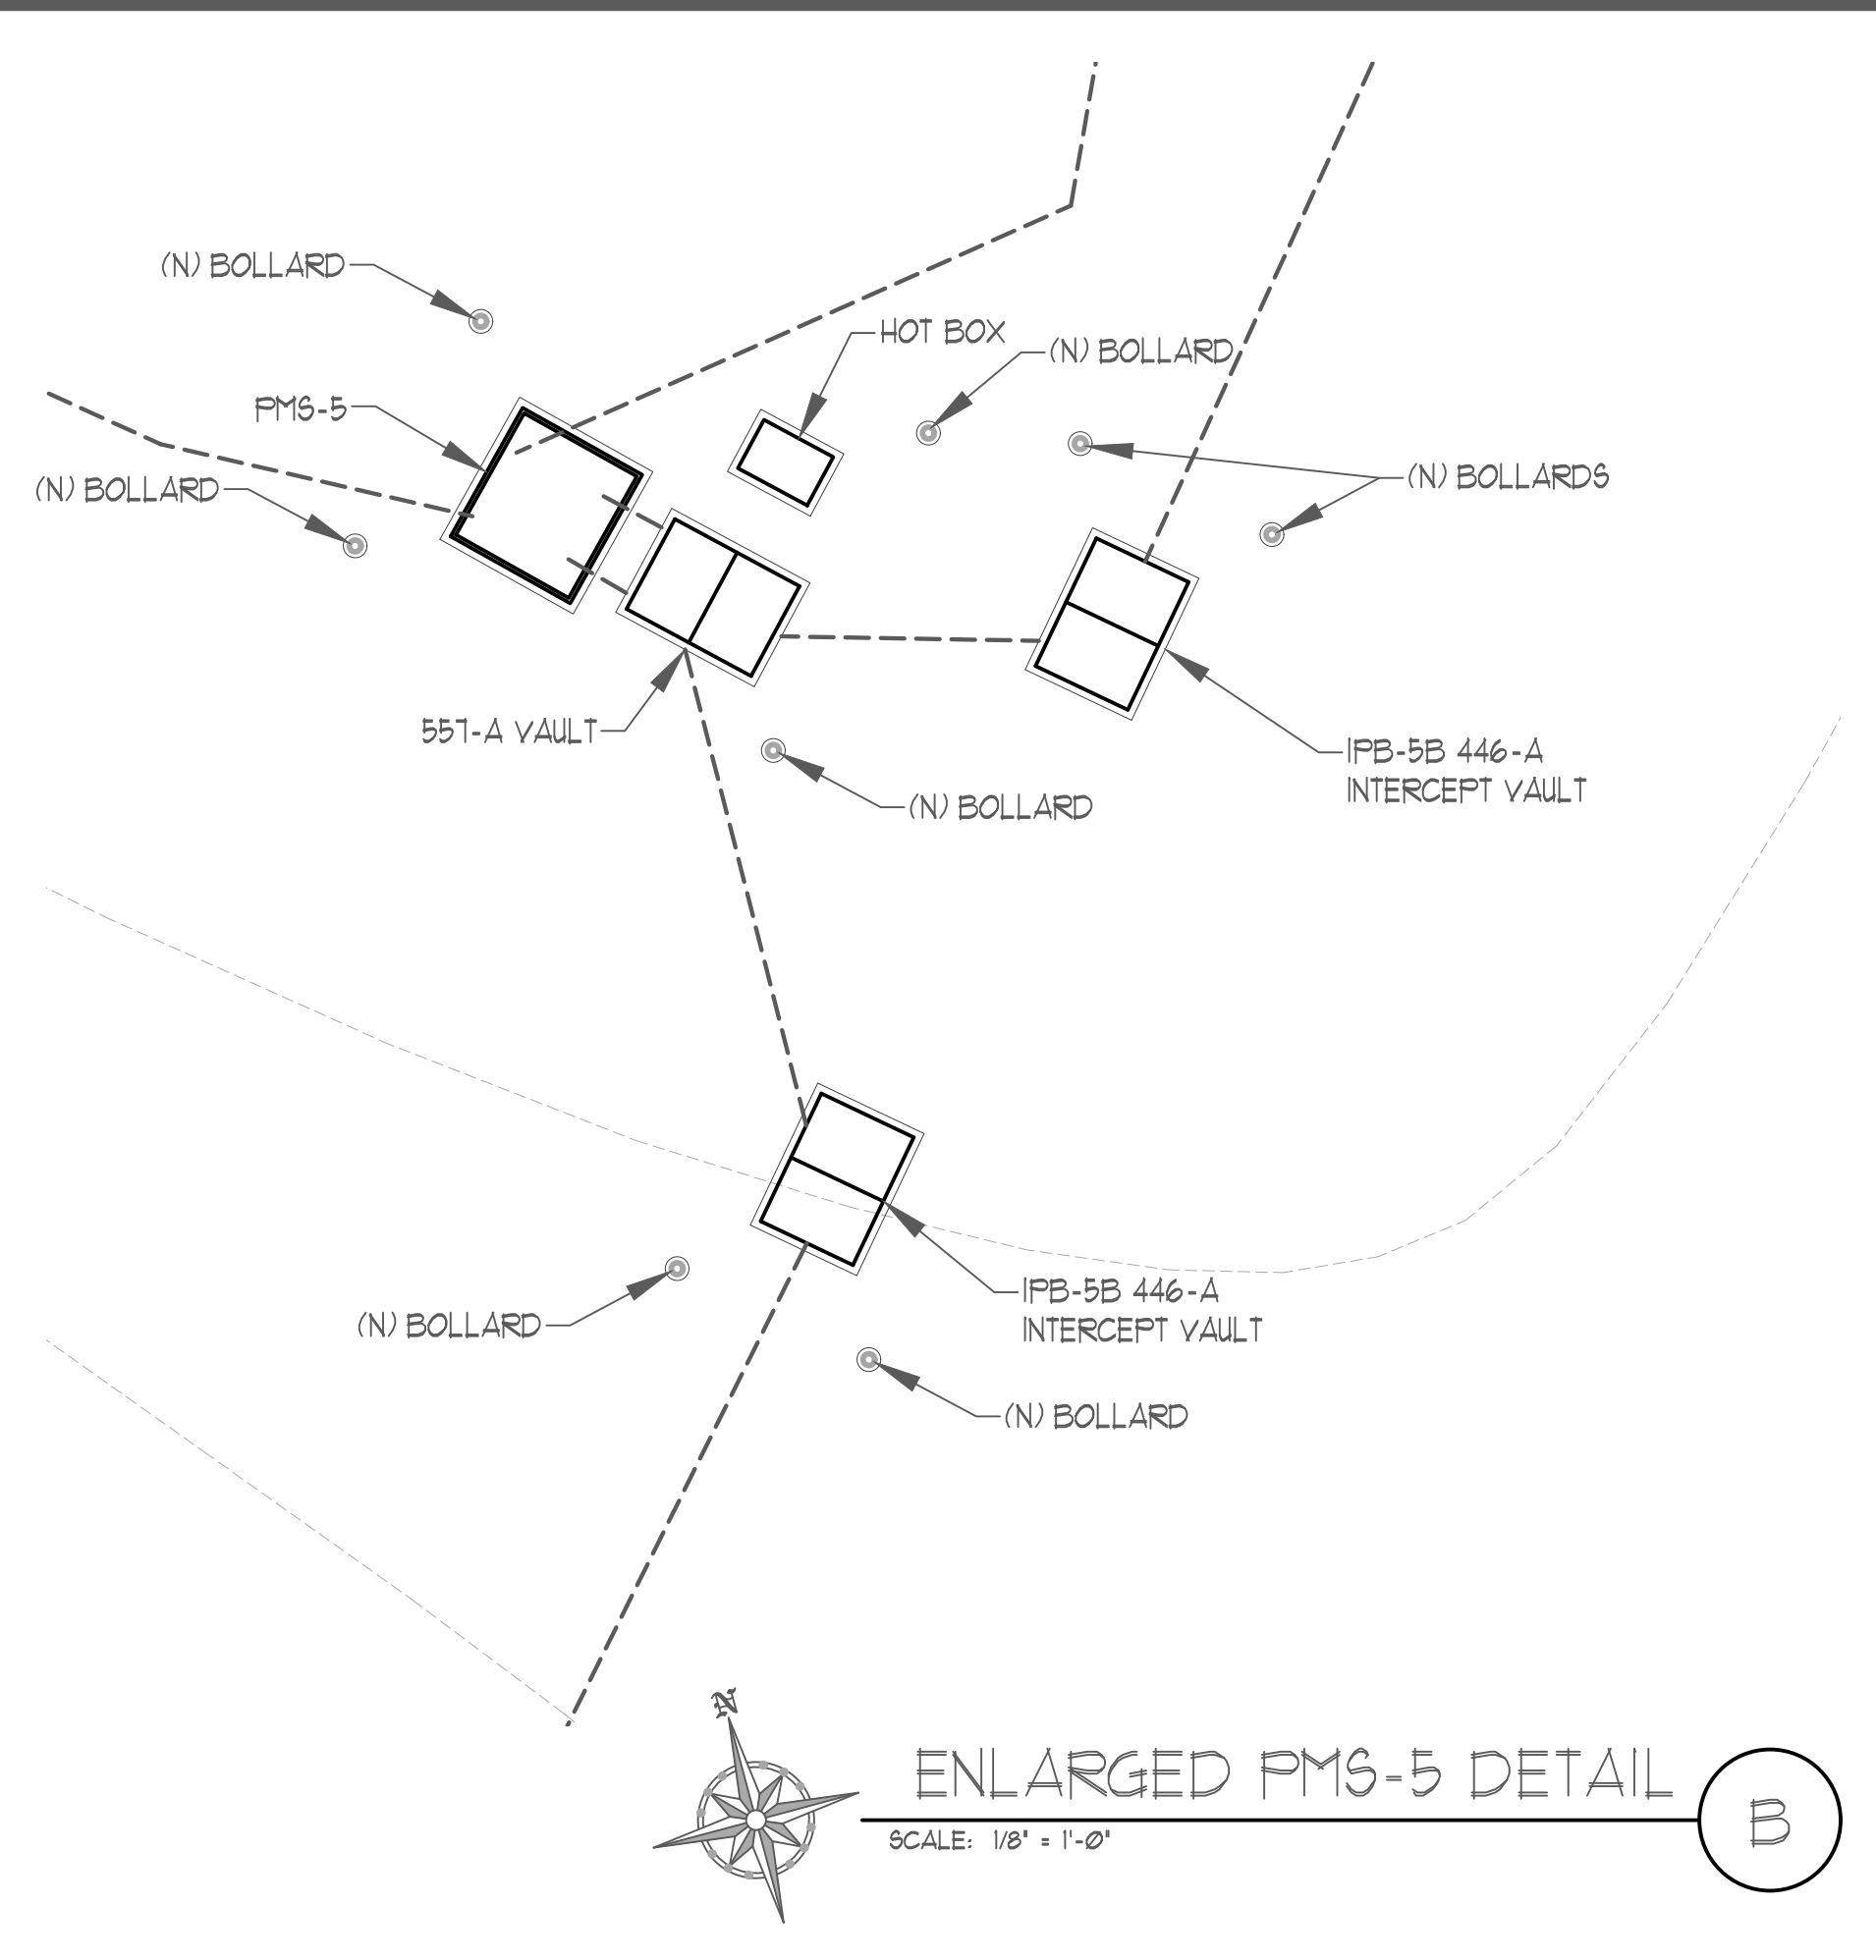 (N) BOLLARD
HOT BOX
(N) BOLLARD
PMS-5
(N) BOLLARD
(N) BOLLARDS
557-A VAULT
IPB-5B 446-A
INTERCEPT VAULT
(N) BOLLARD
IPB-5B 446-A
INTERCEPT VAULT
(N) BOLLARD
(N) BOLLARD
N
ENLARGED PMS-5 DETAIL
B
SCALE: 1/8" = 1'-0"